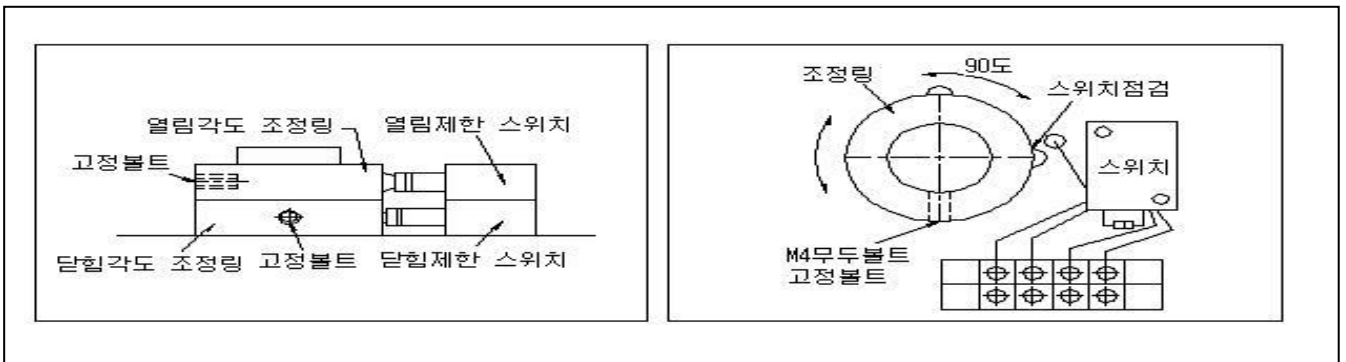 열림각도 조정링
열림제한 스위치
고정볼트
닫힘각도 조정링
고정볼트
닫힘제한 스위치
조정링
90도
스위치점검
스위치
M4무두볼트
고정볼트